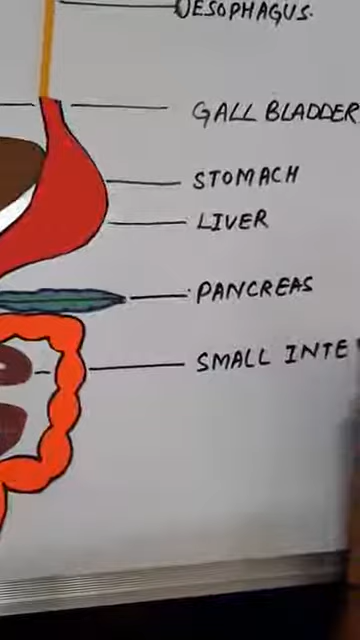 OESOPHAGUS.
GALL BLADDER
STOMACH
LIVER
PANCREAS
SMALL INTE